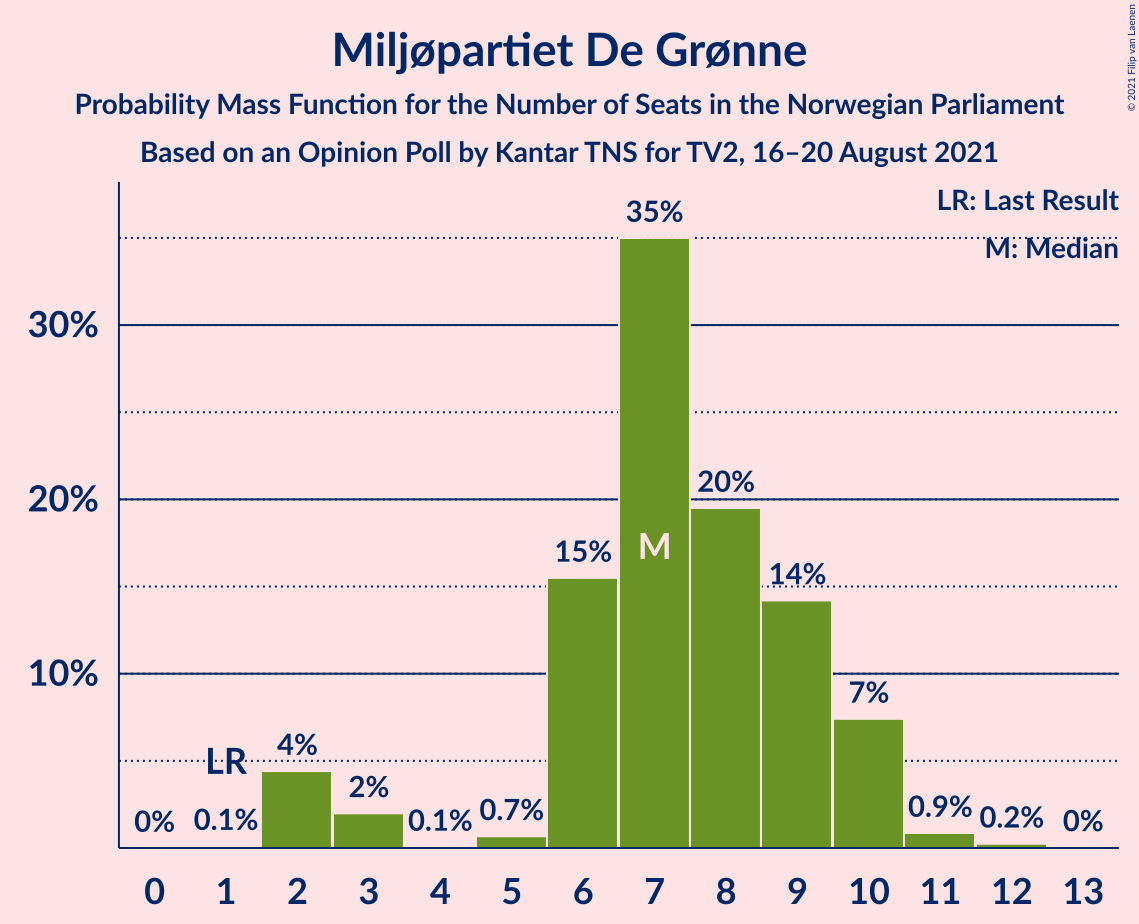 Miljøpartiet De Grønne
Probability Mass Function for the Number of Seats in the Norwegian Parliament
Based on an Opinion Poll by Kantar TNS for TV2, 16–20 August 2021
© 2021 Filip van Laenen
LR: Last Result
M: Median
35%
30%
20%
20%
15%
M
14%
10%
7%
LR
4%
2%
0%
0.1%
0.1%
0.7%
0.9%
0.2%
0%
0 1 2 3 4 5 6 7 8 9 10 11 12 13